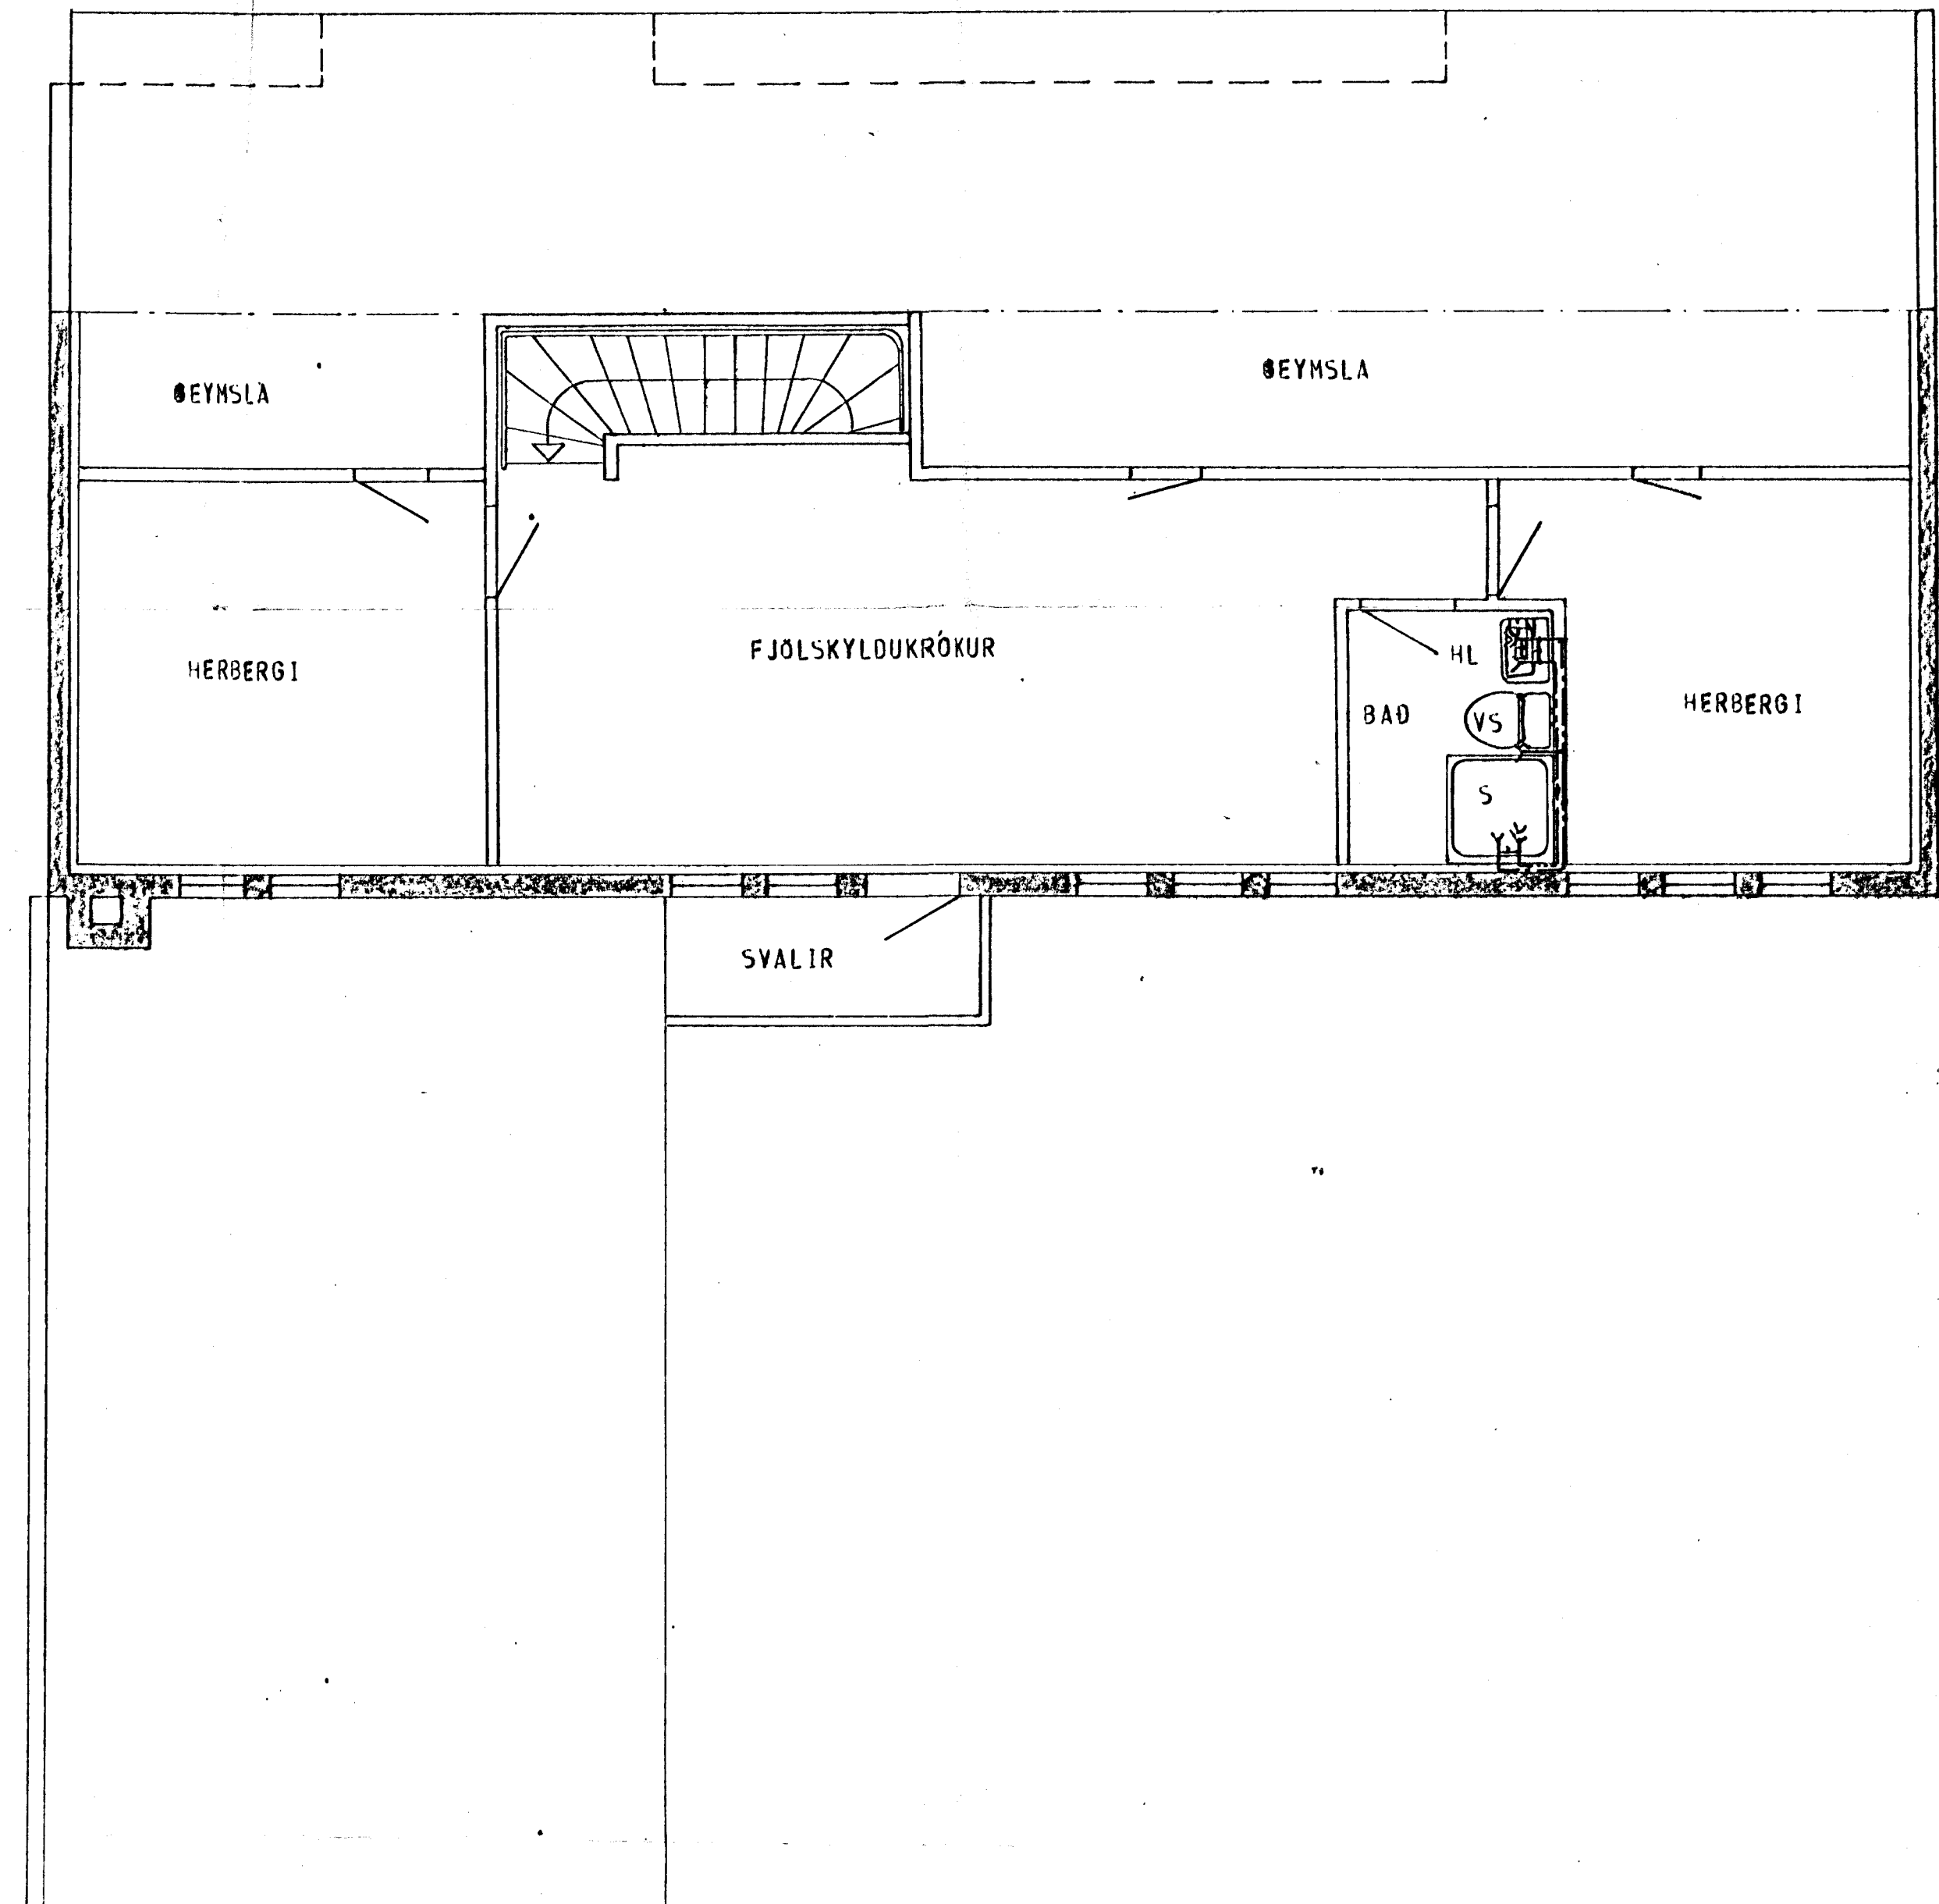 GEYMSLA
GEYMSLA
HERBERGI
FJÖLSKYLDUKRÓKUR
HL
BAÐ
VS
HERBERGI
S
SVALIR